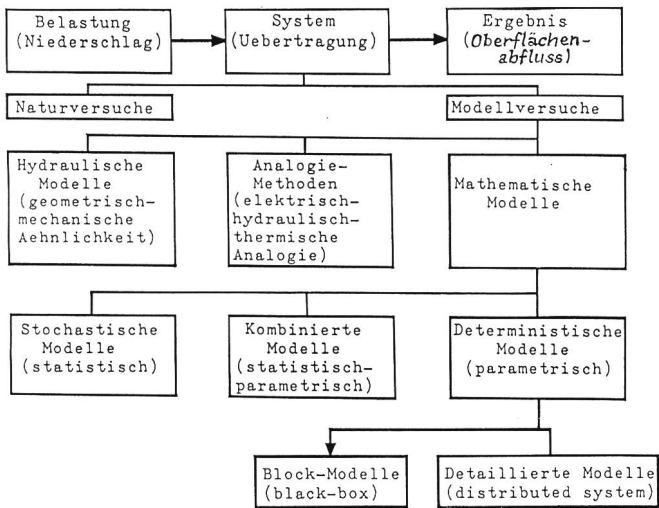 Belastung
(Niederschlag)
System
(Uebertragung)
Ergebnis
(Oberflächen-
abfluss)
Naturversuche
Modellversuche
Hydraulische
Modelle
(geometrisch-
mechanische
Aehnlichkeit)
Analogie-
Methoden
(elektrisch-
hydraulisch-
thermische
Analogie)
Mathematische
Modelle
Stochastische
Modelle
(statistisch)
Kombinierte
Modelle
(statistisch-
parametrisch)
Deterministische
Modelle
(parametrisch)
Block-Modelle
(black-box)
Detaillierte Modelle
(distributed system)